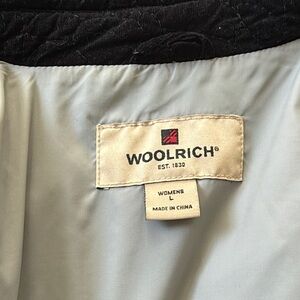 WOOLRICH®
EST. 1830
WOMENS
L
MADE IN CHINA